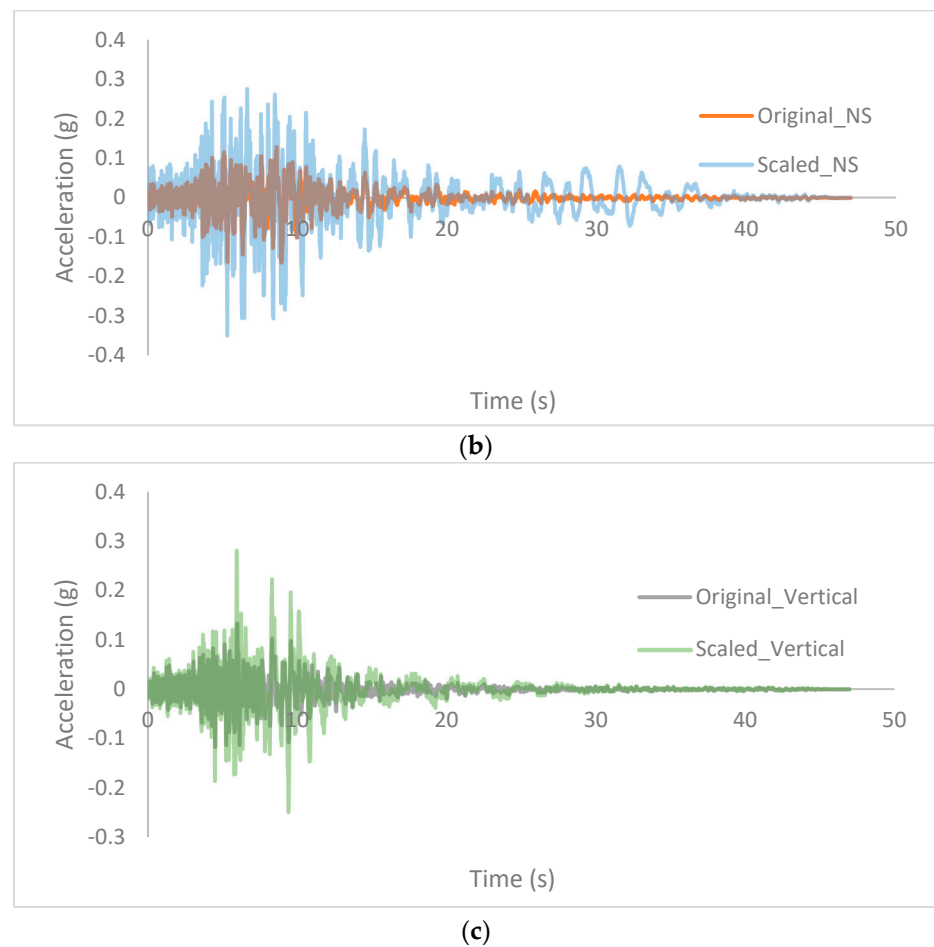 0.4
0.3
0.2
0.1
0
-0.1
-0.2
-0.3
-0.4
Acceleration (g)
0 10 20 30 40 50
Original_NS
Scaled_NS
Time (s)
(b)
0.4
0.3
0.2
0.1
0
-0.1
-0.2
-0.3
Acceleration (g)
0 10 20 30 40 50
Original_Vertical
Scaled_Vertical
Time (s)
(c)